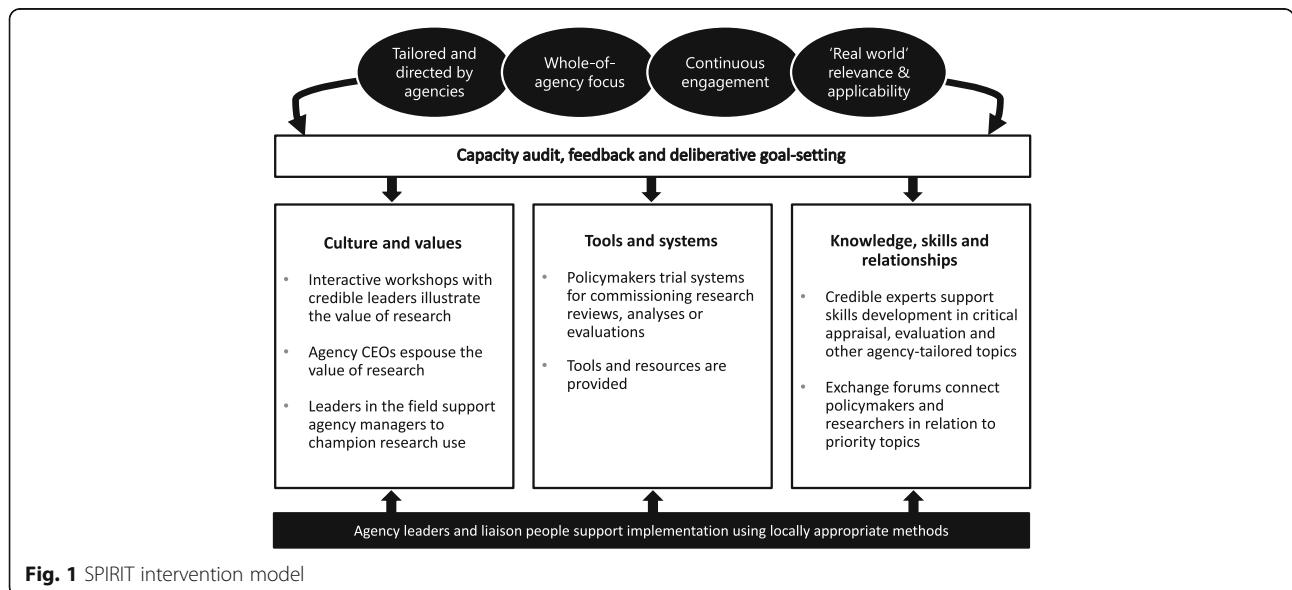 Tailored and
directed by
agencies
Whole-of-
agency focus
Continuous
engagement
‘Real world’
relevance &
applicability
Capacity audit, feedback and deliberative goal-setting
Culture and values
• Interactive workshops with
credible leaders illustrate
the value of research
• Agency CEOs espouse the
value of research
• Leaders in the field support
agency managers to
champion research use
Tools and systems
• Policymakers trial systems
for commissioning research
reviews, analyses or
evaluations
• Tools and resources are
provided
Knowledge, skills and
relationships
• Credible experts support
skills development in critical
appraisal, evaluation and
other agency-tailored topics
• Exchange forums connect
policymakers and
researchers in relation to
priority topics
Agency leaders and liaison people support implementation using locally appropriate methods
Fig. 1 SPIRIT intervention model